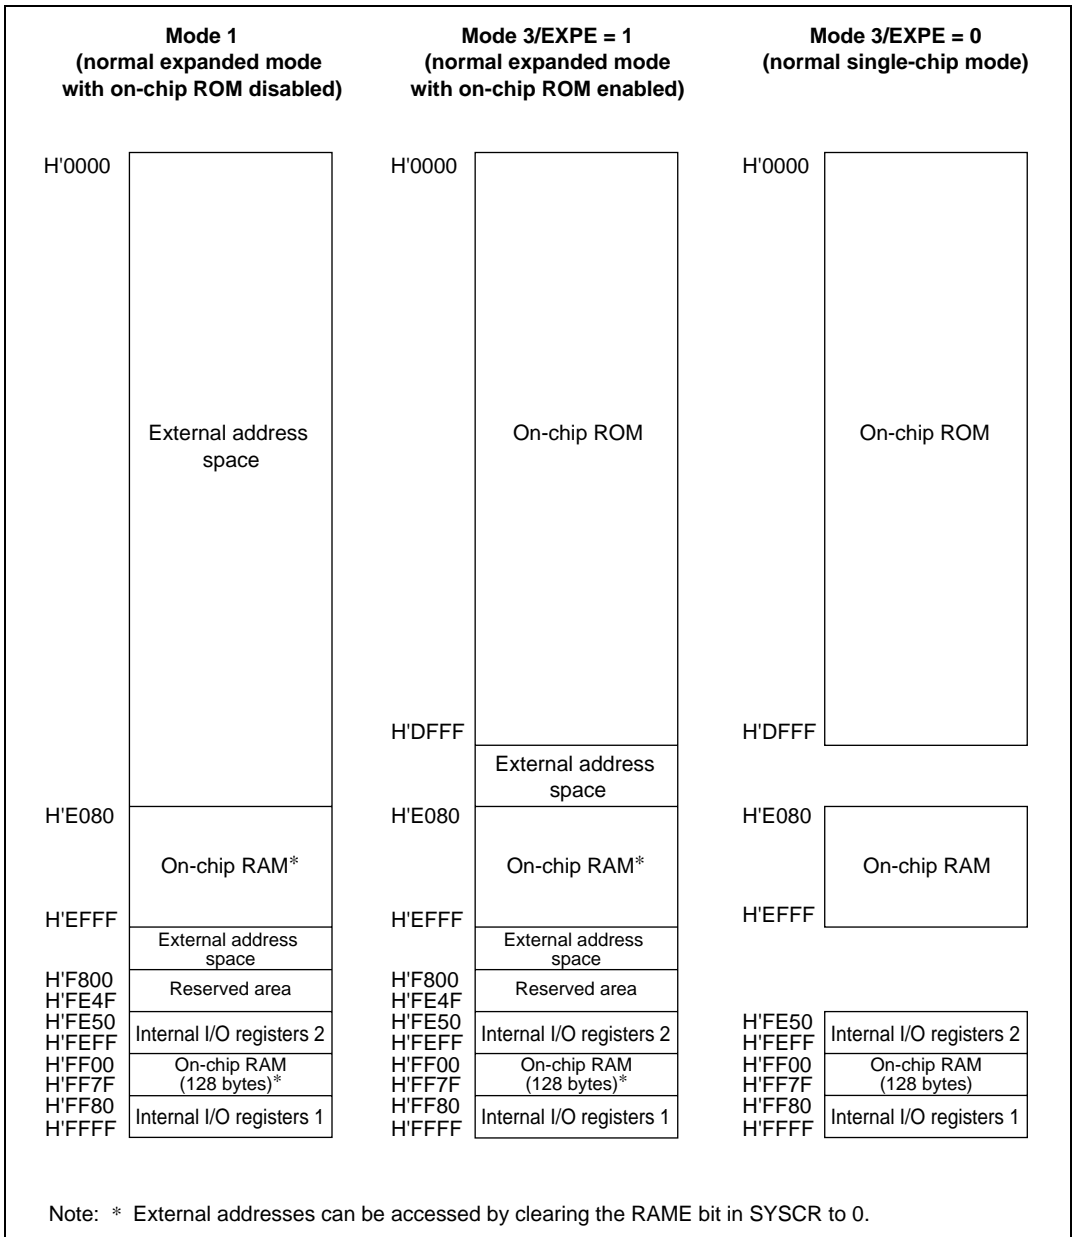 Mode 1
(normal expanded mode
with on-chip ROM disabled)
H'0000
External address
space
H'E080
On-chip RAM*
H'EFFF
External address
space
H'F800
Reserved area
H'FE4F
H'FE50
Internal I/O registers 2
H'FEFF
H'FF00
On-chip RAM
(128 bytes)*
H'FF7F
H'FF80
Internal I/O registers 1
H'FFFF
Mode 3/EXPE = 1
(normal expanded mode
with on-chip ROM enabled)
H'0000
On-chip ROM
H'DFFF
External address
space
H'E080
On-chip RAM*
H'EFFF
External address
space
H'F800
Reserved area
H'FE4F
H'FE50
Internal I/O registers 2
H'FEFF
H'FF00
On-chip RAM
(128 bytes)*
H'FF7F
H'FF80
Internal I/O registers 1
H'FFFF
Mode 3/EXPE = 0
(normal single-chip mode)
H'0000
On-chip ROM
H'DFFF
H'E080
On-chip RAM
H'EFFF
H'FE50
Internal I/O registers 2
H'FEFF
H'FF00
On-chip RAM
(128 bytes)
H'FF7F
H'FF80
Internal I/O registers 1
H'FFFF
Note: * External addresses can be accessed by clearing the RAME bit in SYSCR to 0.